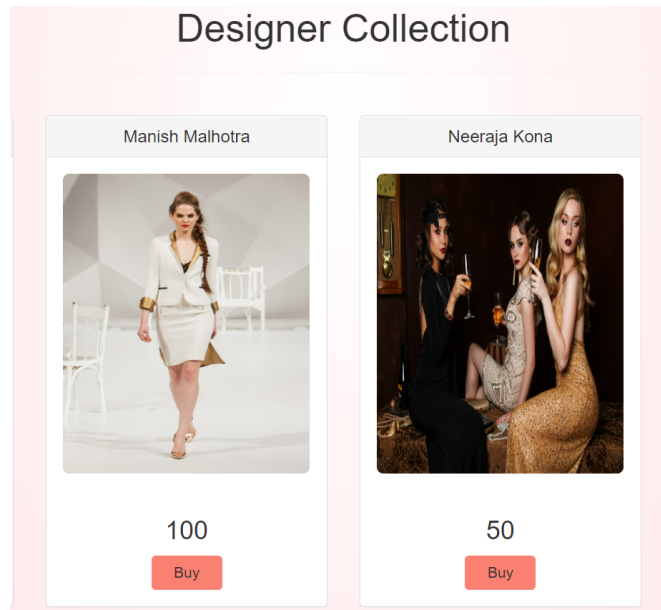 Designer Collection
Manish Malhotra
Neeraja Kona
100
50
Buy
Buy